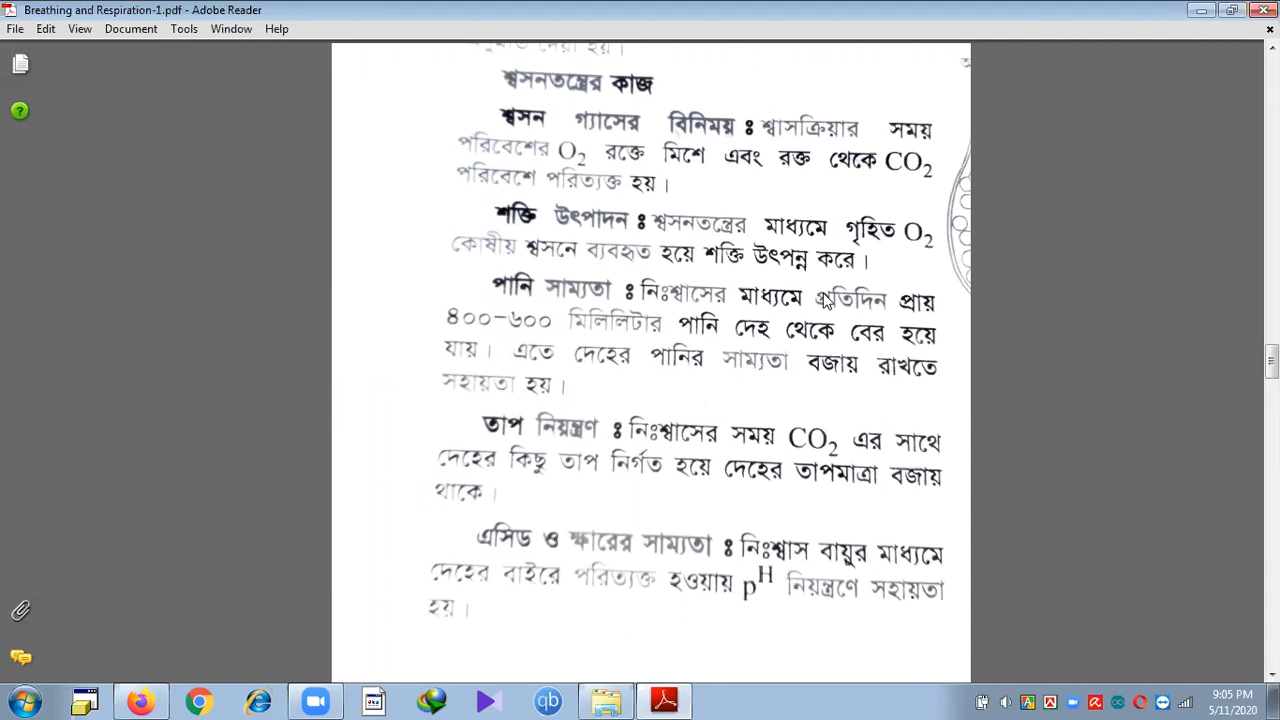 Breathing and Respiration-1.pdf - Adobe Reader
File Edit View Document Tools Window Help
শ্বসনতন্ত্রের কাজ
শ্বসন গ্যাসের বিনিময় : শ্বাসক্রিয়ার সময়
পরিবেশের O₂ রক্তে মিশে এবং রক্ত থেকে CO₂
পরিবেশে পরিত্যক্ত হয়।
শক্তি উৎপাদন : শ্বসনতন্ত্রের মাধ্যমে গৃহিত O₂
কোষীয় শ্বসনে ব্যবহৃত হয়ে শক্তি উৎপন্ন করে।
পানি সাম্যতা : নিঃশ্বাসের মাধ্যমে প্রতিদিন প্রায়
৪০০-৬০০ মিলিলিটার পানি দেহ থেকে বের হয়ে
যায়। এতে দেহের পানির সাম্যতা বজায় রাখতে
সহায়তা হয়।
তাপ নিয়ন্ত্রণ : নিঃশ্বাসের সময় CO₂ এর সাথে
দেহের কিছু তাপ নির্গত হয়ে দেহের তাপমাত্রা বজায়
থাকে।
এসিড ও ক্ষারের সাম্যতা : নিঃশ্বাস বায়ুর মাধ্যমে
দেহের বাইরে পরিত্যক্ত হওয়ায় pᴴ নিয়ন্ত্রণে সহায়তা
হয়।
qb
9:05 PM
5/11/2020